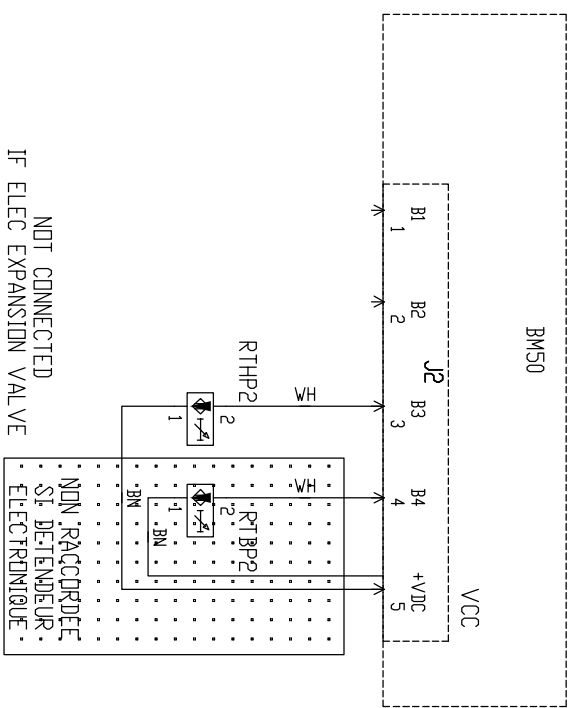 BM50
VCC
J2
B1
1
B2
2
B3
3
B4
4
+VDC
5
WH
WH
RTHP2
2
1
RTBP2
2
1
BN
BN
NOT CONNECTED
IF ELEC EXPANSION VALVE
NON RACCORDEE
SI DETENDEUR
ELECTRONIQUE